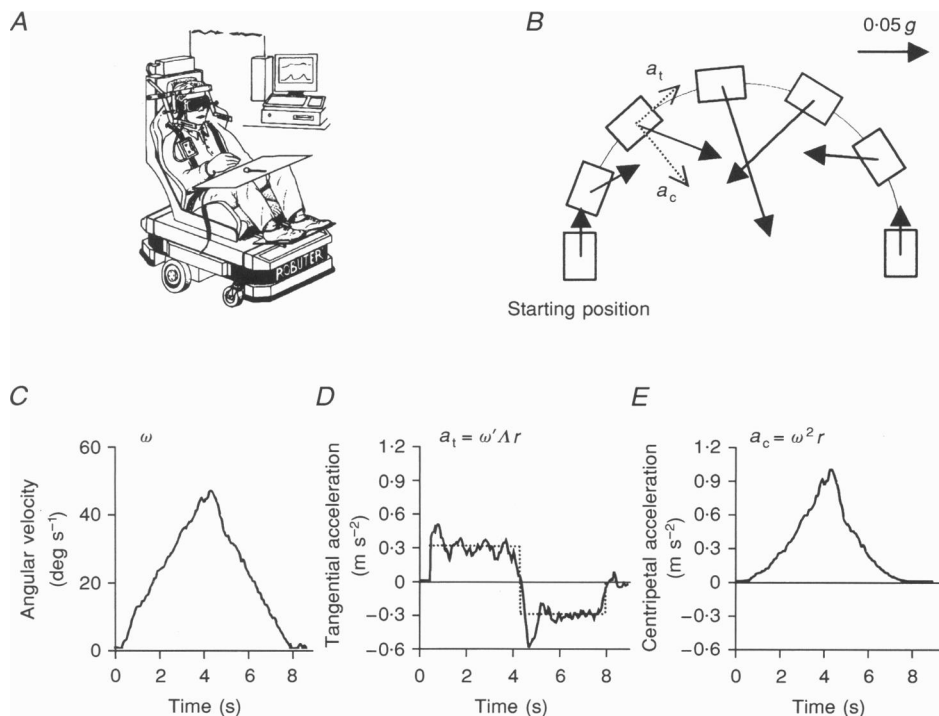 A
ROBUTER
B
0·05 g
a_t
a_c
Starting position
C
ω
Angular velocity
(deg s⁻¹)
60
40
20
0
0 2 4 6 8
Time (s)
D
a_t = ω′Λr
Tangential acceleration
(m s⁻²)
1·2
0·9
0·6
0·3
0
−0·3
−0·6
0 2 4 6 8
Time (s)
E
a_c = ω²r
Centripetal acceleration
(m s⁻²)
1·2
0·9
0·6
0·3
0
−0·3
−0·6
0 2 4 6 8
Time (s)